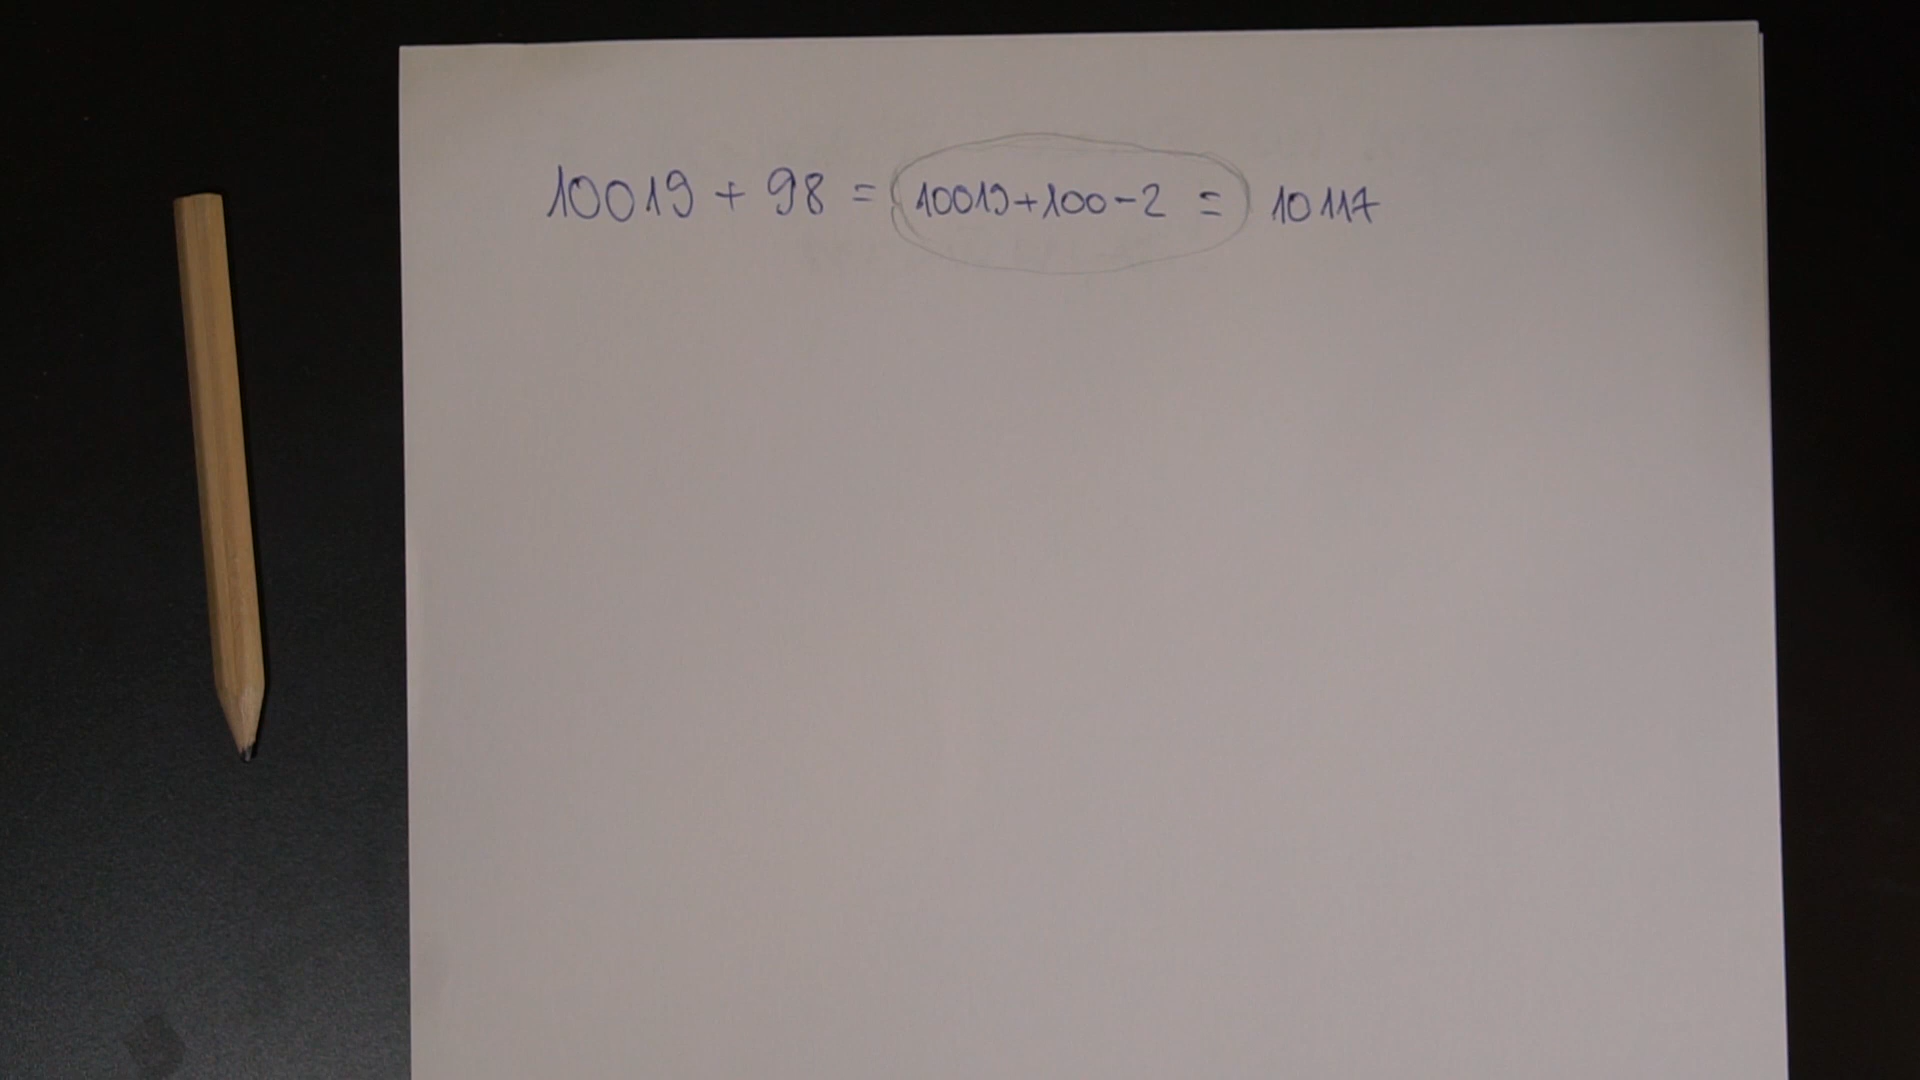 10019 + 98 = 10019+100-2 = 10117